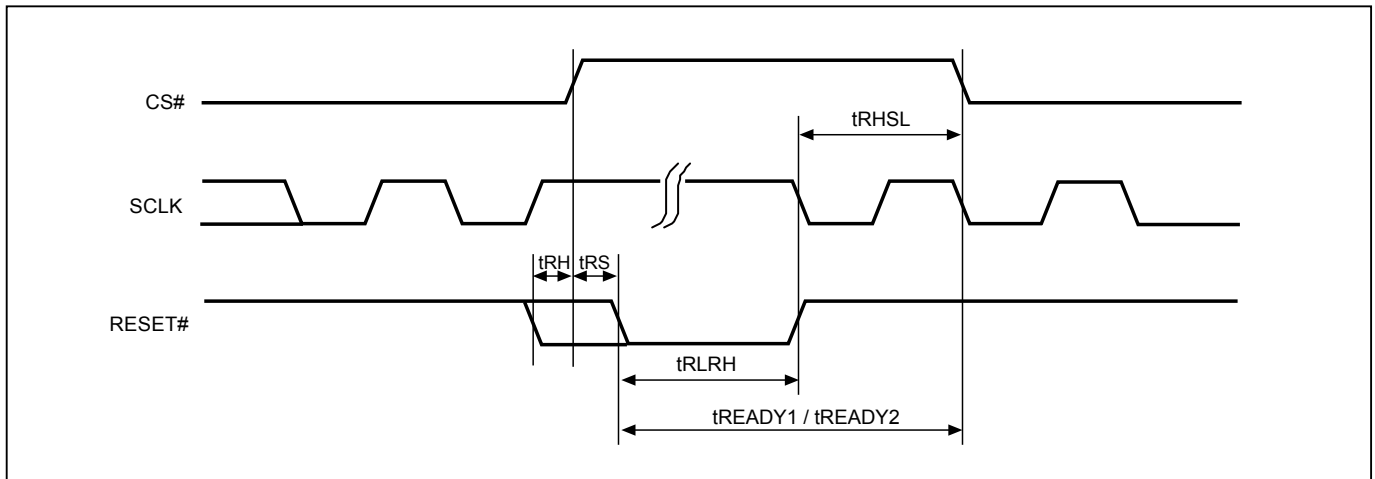 CS#
tRHSL
SCLK
tRH tRS
RESET#
tRLRH
tREADY1 / tREADY2